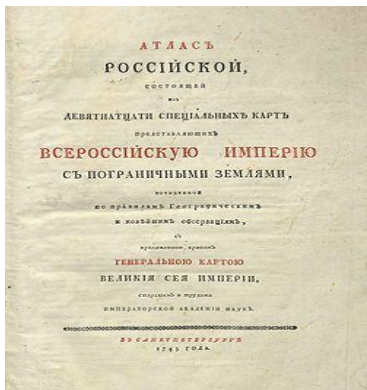 АТЛАСЪ
РОССІЙСКОЙ,
СОСТОЯЩЕЙ
ИЗЪ
ДЕВЯТНАТЦАТИ СПЕЦІАЛЬНЫХЪ КАРТЪ
ПРЕДСТАВЛЯЮЩИХЪ
ВСЕРОССІЙСКУЮ ИМПЕРІЮ
СЪ ПОГРАНИЧНЫМИ ЗЕМЛЯМИ,
сочиненной
по правиламъ Географическимъ
и новѣйшимъ обсерваціямъ,
съ
приложенною притомъ
ГЕНЕРАЛЬНОЮ КАРТОЮ
ВЕЛИКІЯ СЕЯ ИМПЕРІИ,
стараніемъ и трудами
ИМПЕРАТОРСКОЙ АКАДЕМІИ НАУКЪ.
ВЪ САНКТПЕТЕРБУРГѢ
1745 ГОДА.